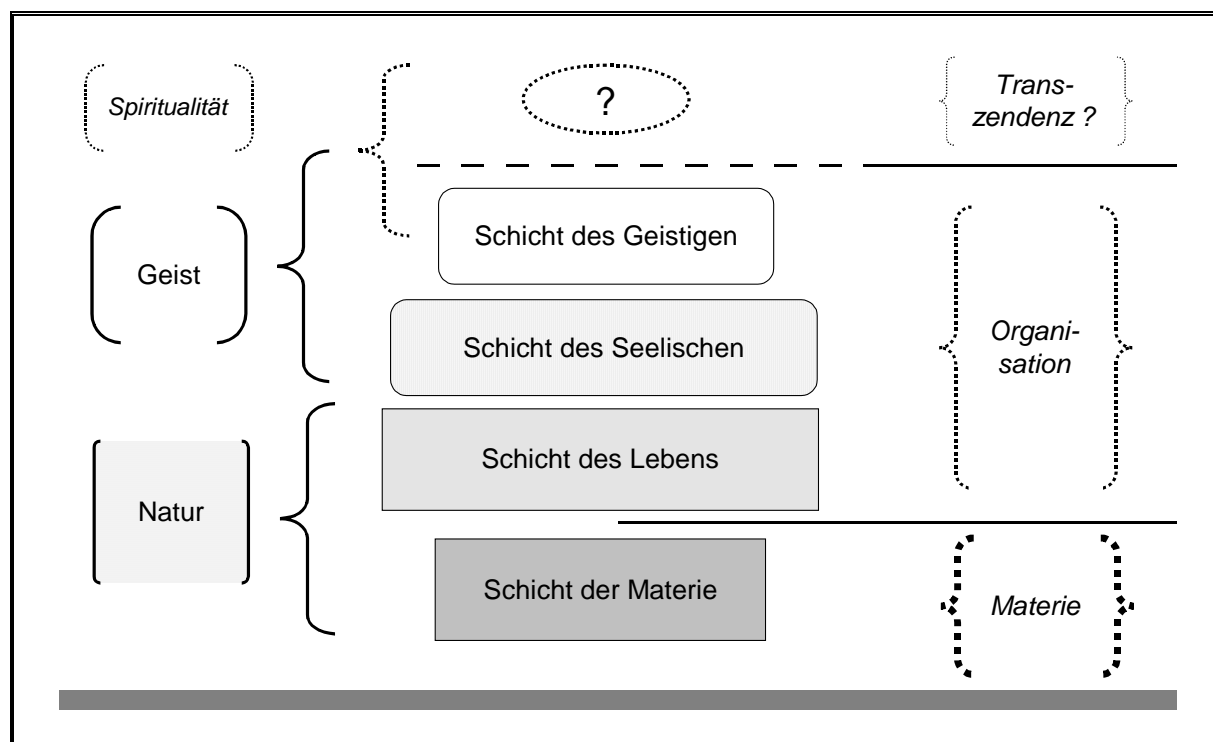 Spiritualität
?
Trans-
zendenz ?
Schicht des Geistigen
Geist
Schicht des Seelischen
Organi-
sation
Schicht des Lebens
Natur
Schicht der Materie
Materie